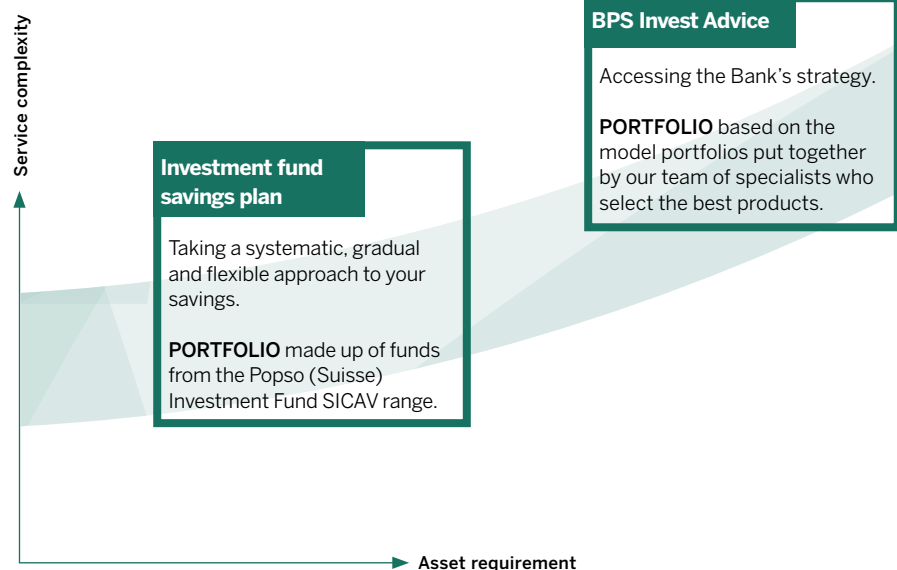 Service complexity
BPS Invest Advice
Accessing the Bank’s strategy.
PORTFOLIO based on the
model portfolios put together
by our team of specialists who
select the best products.
Investment fund
savings plan
Taking a systematic, gradual
and flexible approach to your
savings.
PORTFOLIO made up of funds
from the Popso (Suisse)
Investment Fund SICAV range.
Asset requirement